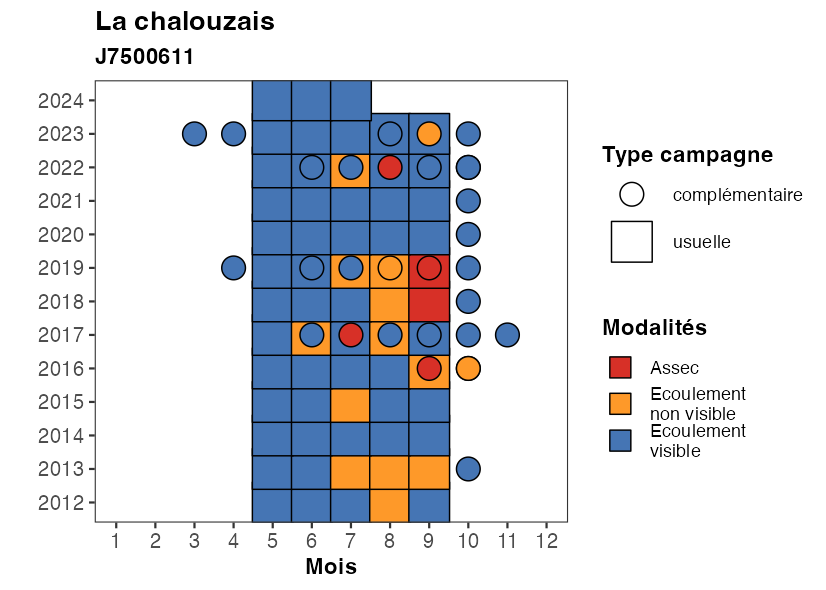 La chalouzais
J7500611
2024
2023
2022
2021
2020
2019
2018
2017
2016
2015
2014
2013
2012
1 2 3 4 5 6 7 8 9 10 11 12
Mois
Type campagne
complémentaire
usuelle
Modalités
Assec
Ecoulement
non visible
Ecoulement
visible